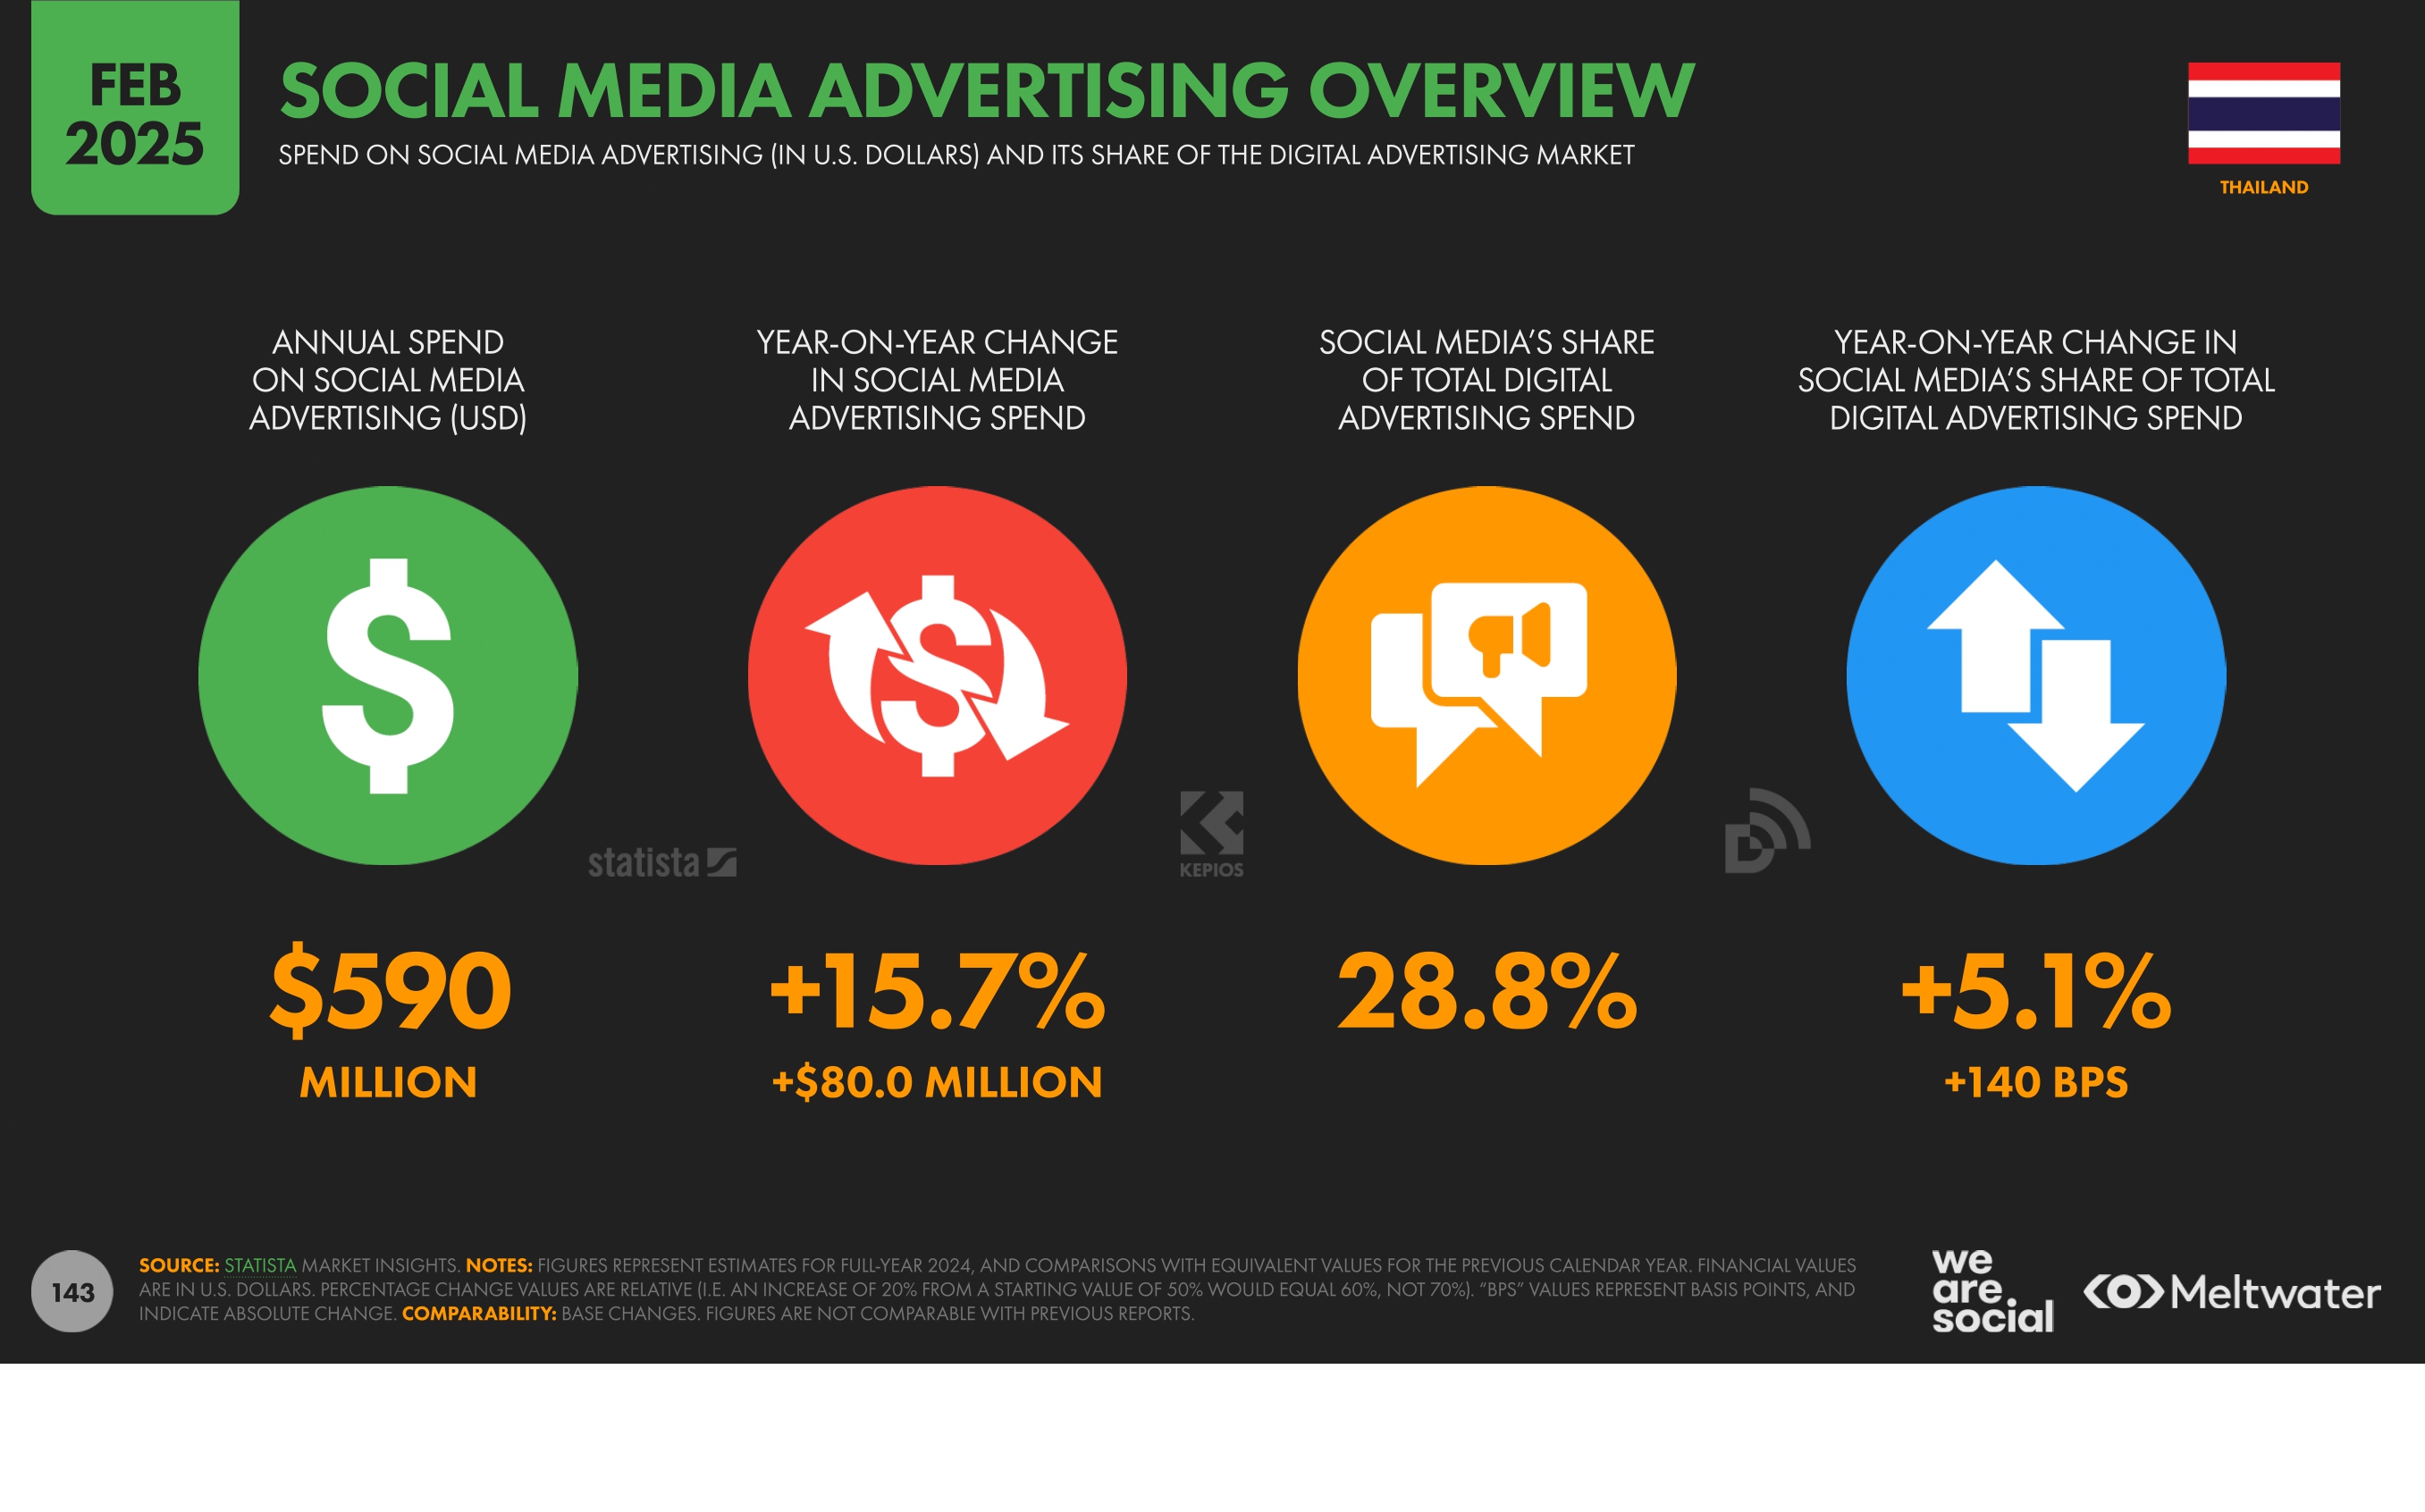 FEB
2025
SOCIAL MEDIA ADVERTISING OVERVIEW
SPEND ON SOCIAL MEDIA ADVERTISING (IN U.S. DOLLARS) AND ITS SHARE OF THE DIGITAL ADVERTISING MARKET
THAILAND
ANNUAL SPEND
ON SOCIAL MEDIA
ADVERTISING (USD)
$590
MILLION
YEAR-ON-YEAR CHANGE
IN SOCIAL MEDIA
ADVERTISING SPEND
+15.7%
+$80.0 MILLION
SOCIAL MEDIA'S SHARE
OF TOTAL DIGITAL
ADVERTISING SPEND
28.8%
YEAR-ON-YEAR CHANGE IN
SOCIAL MEDIA'S SHARE OF TOTAL
DIGITAL ADVERTISING SPEND
+5.1%
+140 BPS
statista
KEPIOS
143
SOURCE: STATISTA MARKET INSIGHTS. NOTES: FIGURES REPRESENT ESTIMATES FOR FULL-YEAR 2024, AND COMPARISONS WITH EQUIVALENT VALUES FOR THE PREVIOUS CALENDAR YEAR. FINANCIAL VALUES
ARE IN U.S. DOLLARS. PERCENTAGE CHANGE VALUES ARE RELATIVE (I.E. AN INCREASE OF 20% FROM A STARTING VALUE OF 50% WOULD EQUAL 60%, NOT 70%). "BPS" VALUES REPRESENT BASIS POINTS, AND
INDICATE ABSOLUTE CHANGE. COMPARABILITY: BASE CHANGES. FIGURES ARE NOT COMPARABLE WITH PREVIOUS REPORTS.
we
are
social
Meltwater